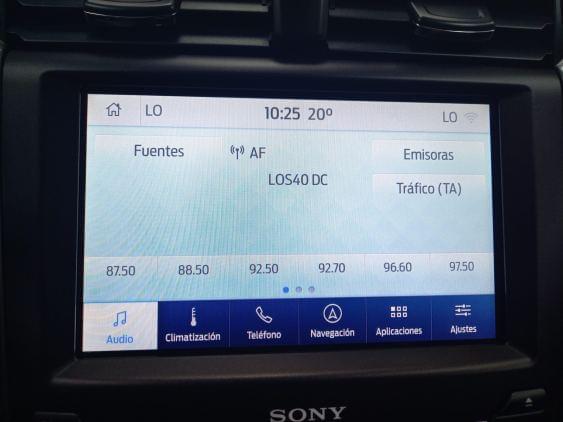 LO 10:25 20º LO
Fuentes AF Emisoras
LOS40 DC
Tráfico (TA)
87.50 88.50 92.50 92.70 96.60 97.50
Audio Climatización Teléfono Navegación Aplicaciones Ajustes
SONY